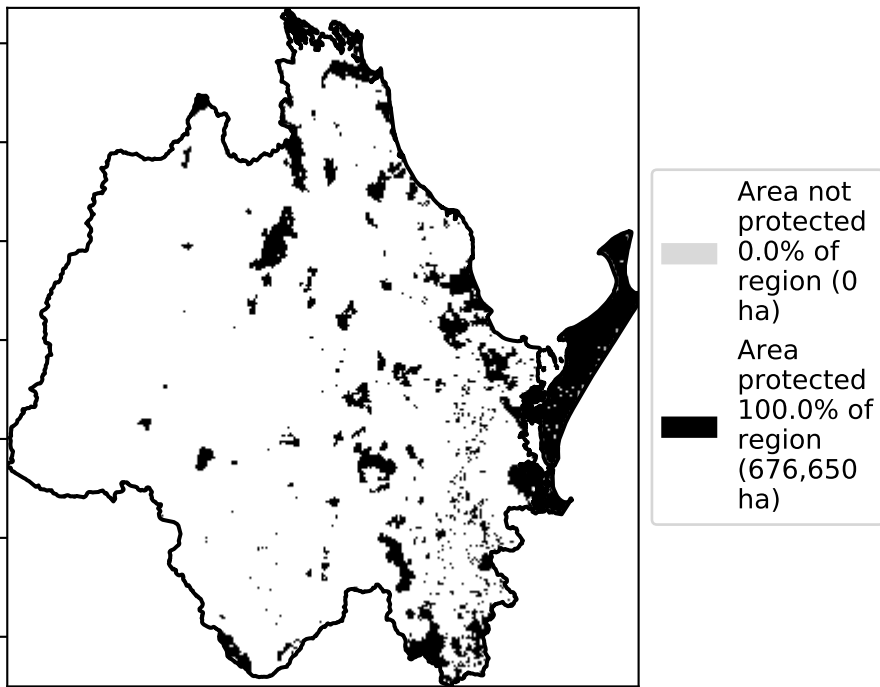 Area not
protected
0.0% of
region (0
ha)
Area
protected
100.0% of
region
(676,650
ha)